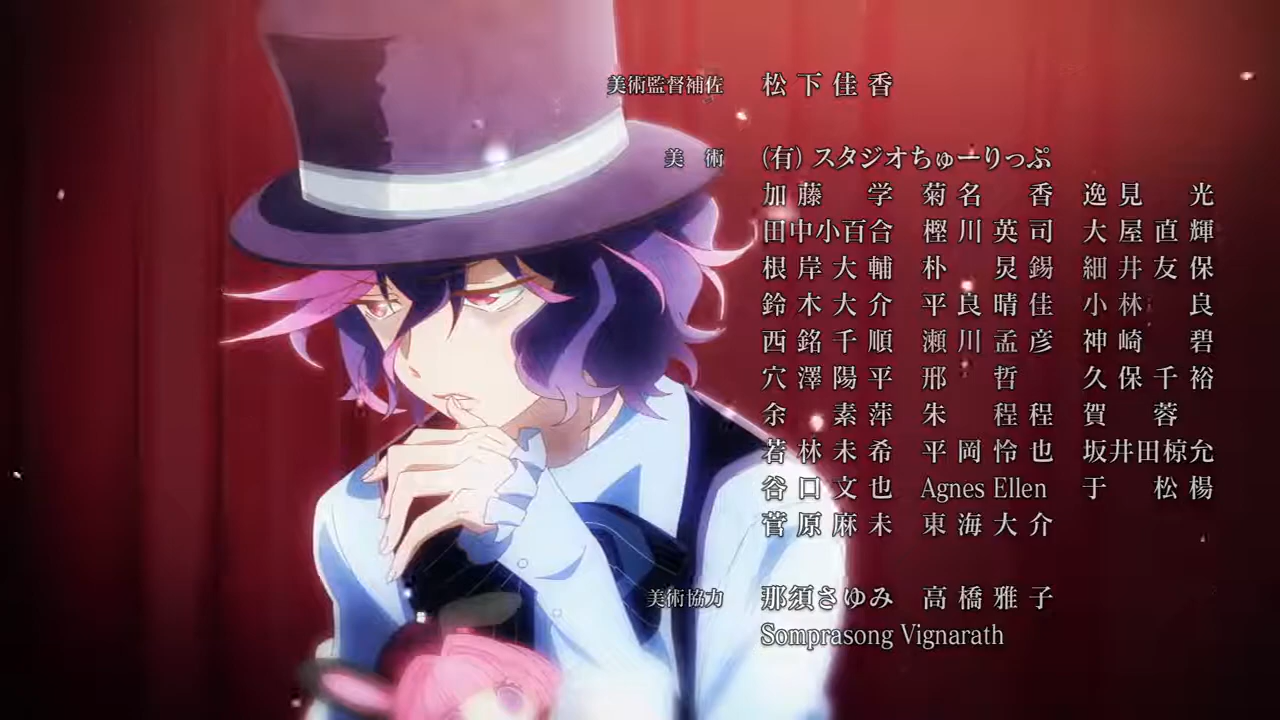 美術監督補佐 松下佳香
美術 (有)スタジオちゅーりっぷ
加藤 学 菊名 香 逸見 光
田中小百合 樫川英司 大屋直輝
根岸大輔 朴 炅錫 細井友保
鈴木大介 平良晴佳 小林 良
西銘千順 瀬川孟彦 神崎 碧
穴澤陽平 邢 哲 久保千裕
余 素萍 朱 程程 賀 蓉
若林未希 平岡怜也 坂井田椋允
谷口文也 Agnes Ellen 于 松楊
菅原麻未 東海大介
美術協力 那須さゆみ 高橋雅子
Somprasong Vignarath